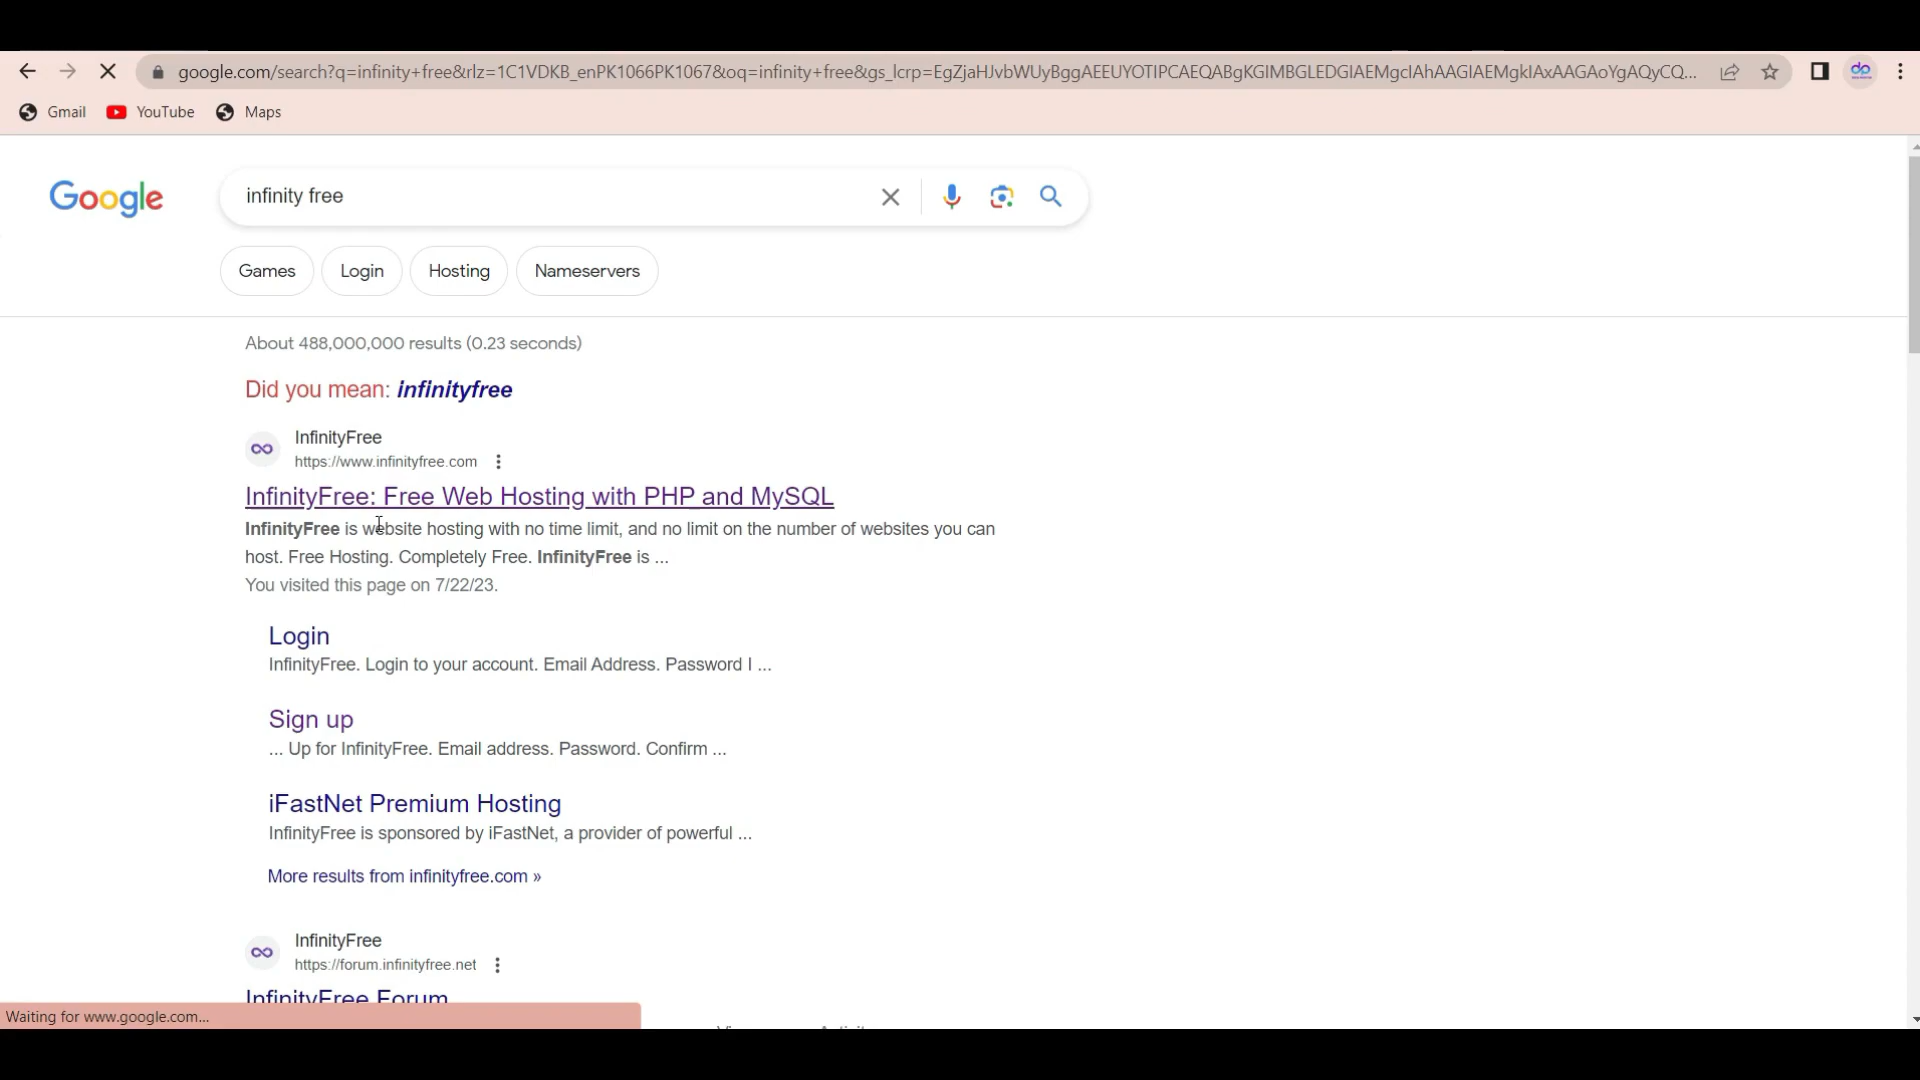 google.com/search?q=infinity+free&rlz=1C1VDKB_enPK1066PK1067&oq=infinity+free&gs_lcrp=EgZjaHJvbWUyBggAEEUYOTIPCAEQABgKGIMBGLEDGIAEMgcIAhAAGIAEMgkIAxAAGAoYgAQyCQ...
Gmail YouTube Maps
Google infinity free
Games Login Hosting Nameservers
About 488,000,000 results (0.23 seconds)
Did you mean: infinityfree
InfinityFree
https://www.infinityfree.com
InfinityFree: Free Web Hosting with PHP and MySQL
InfinityFree is website hosting with no time limit, and no limit on the number of websites you can
host. Free Hosting. Completely Free. InfinityFree is ...
You visited this page on 7/22/23.
Login
InfinityFree. Login to your account. Email Address. Password I ...
Sign up
... Up for InfinityFree. Email address. Password. Confirm ...
iFastNet Premium Hosting
InfinityFree is sponsored by iFastNet, a provider of powerful ...
More results from infinityfree.com »
InfinityFree
https://forum.infinityfree.net
InfinityFree Forum
Waiting for www.google.com...